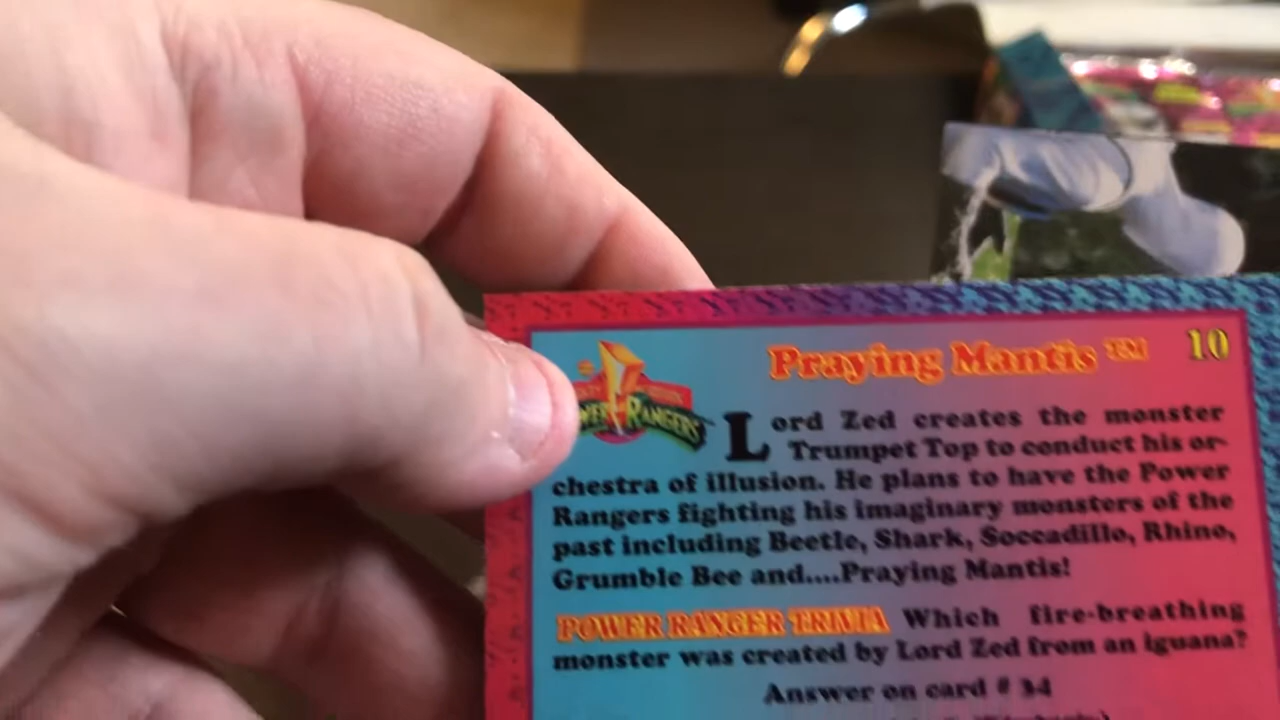 Praying Mantis TM 10
POWER RANGERS
Lord Zed creates the monster
Trumpet Top to conduct his or-
chestra of illusion. He plans to have the Power
Rangers fighting his imaginary monsters of the
past including Beetle, Shark, Soccadillo, Rhino,
Grumble Bee and....Praying Mantis!
POWER RANGER TRIVIA Which fire-breathing
monster was created by Lord Zed from an iguana?
Answer on card # 34